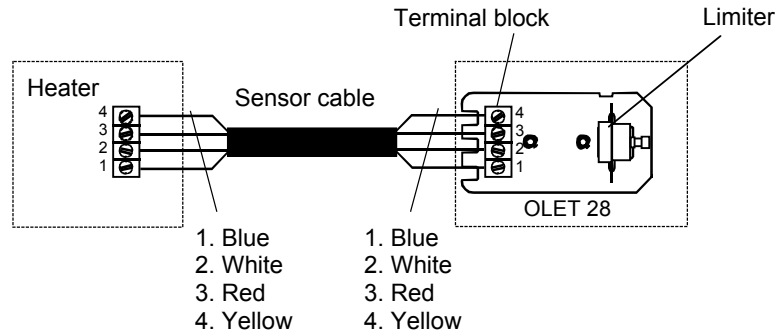 Terminal block
Limiter
Heater
Sensor cable
4
3
2
1
4
3
2
1
OLET 28
1. Blue
2. White
3. Red
4. Yellow
1. Blue
2. White
3. Red
4. Yellow